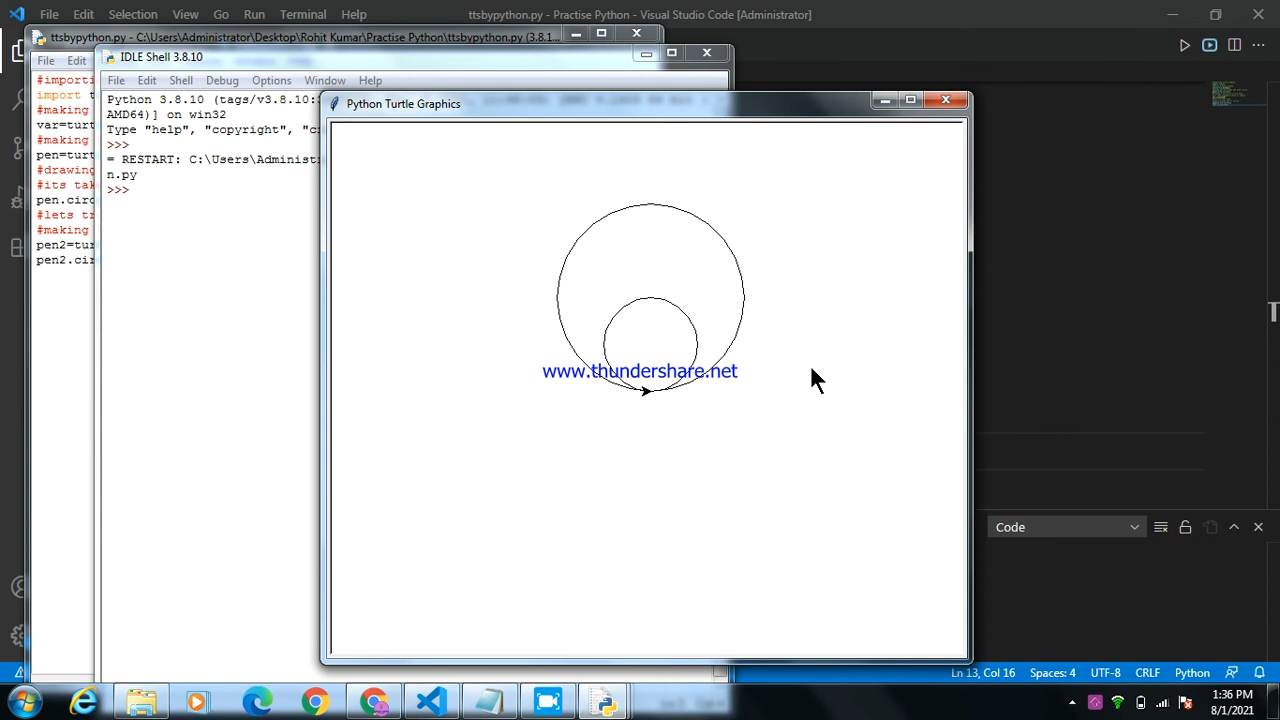 File Edit Selection View Go Run Terminal Help
ttsbypython.py - Practise Python - Visual Studio Code [Administrator]
ttsbypython.py - C:\Users\Administrator\Desktop\Rohit Kumar\Practise Python\ttsbypython.py (3.8.1...
File Edit
#importi
import t
#making
var=turt
#making
pen=turt
#drawing
#its tak
pen.circ
#lets tr
#making
pen2=tur
pen2.cir
IDLE Shell 3.8.10
File Edit Shell Debug Options Window Help
Python 3.8.10 (tags/v3.8.10:
AMD64)] on win32
Type "help", "copyright", "c
>>>
= RESTART: C:\Users\Administ
n.py
>>>
Python Turtle Graphics
www.thundershare.net
Code
Ln 13, Col 16 Spaces: 4 UTF-8 CRLF Python
1:36 PM
8/1/2021